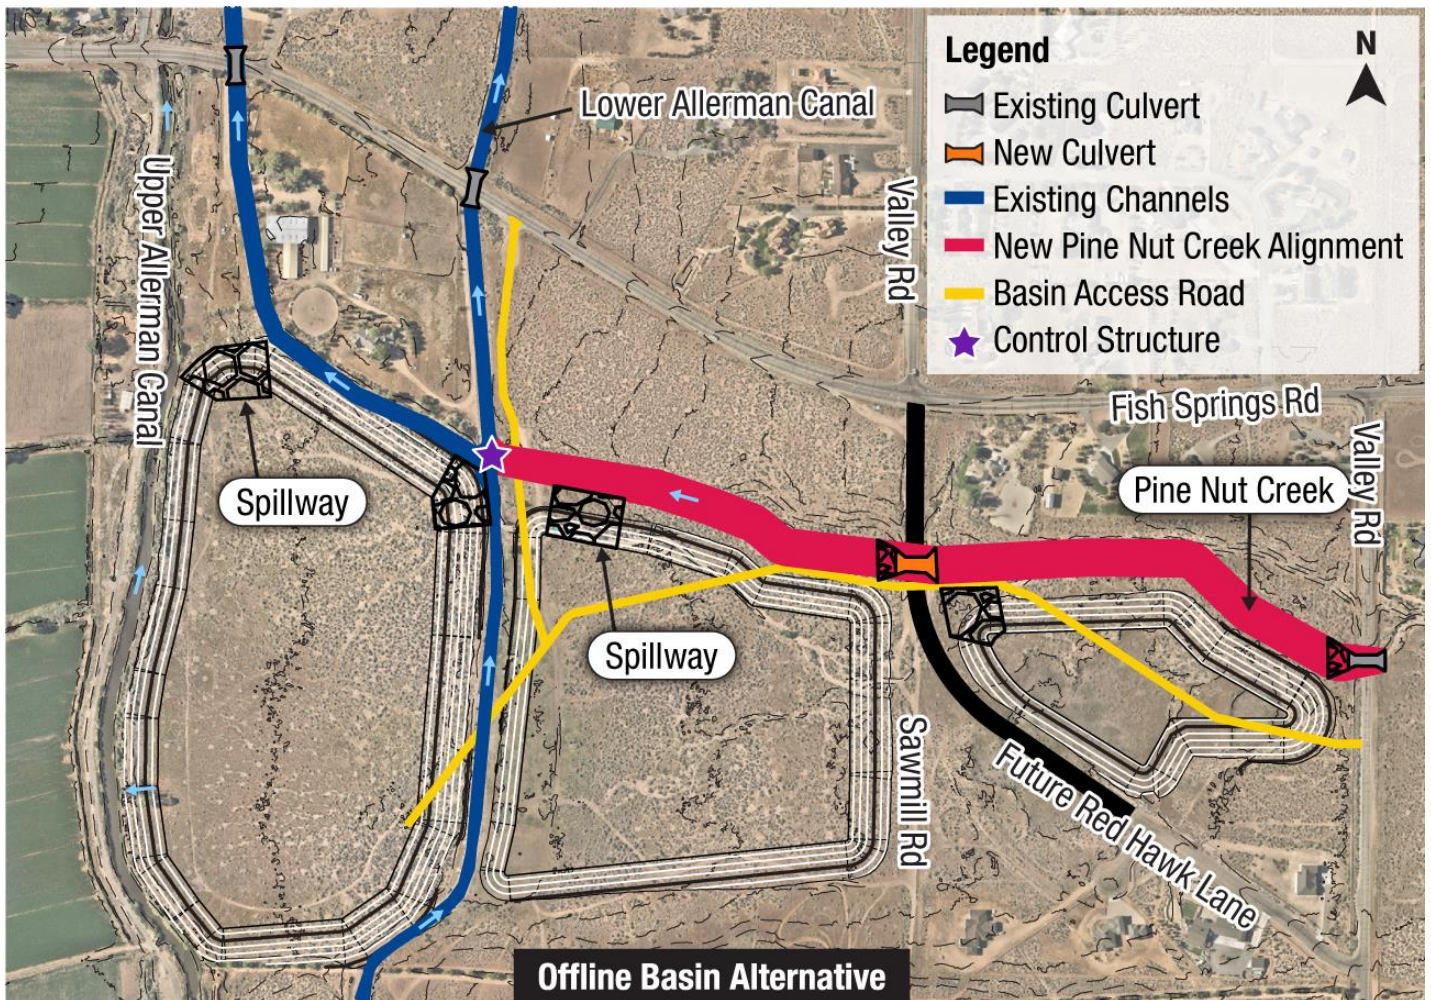 Legend
N
Existing Culvert
New Culvert
Existing Channels
New Pine Nut Creek Alignment
Basin Access Road
Control Structure
Lower Allerman Canal
Upper Allerman Canal
Valley Rd
Fish Springs Rd
Valley Rd
Pine Nut Creek
Spillway
Spillway
Sawmill Rd
Future Red Hawk Lane
Offline Basin Alternative